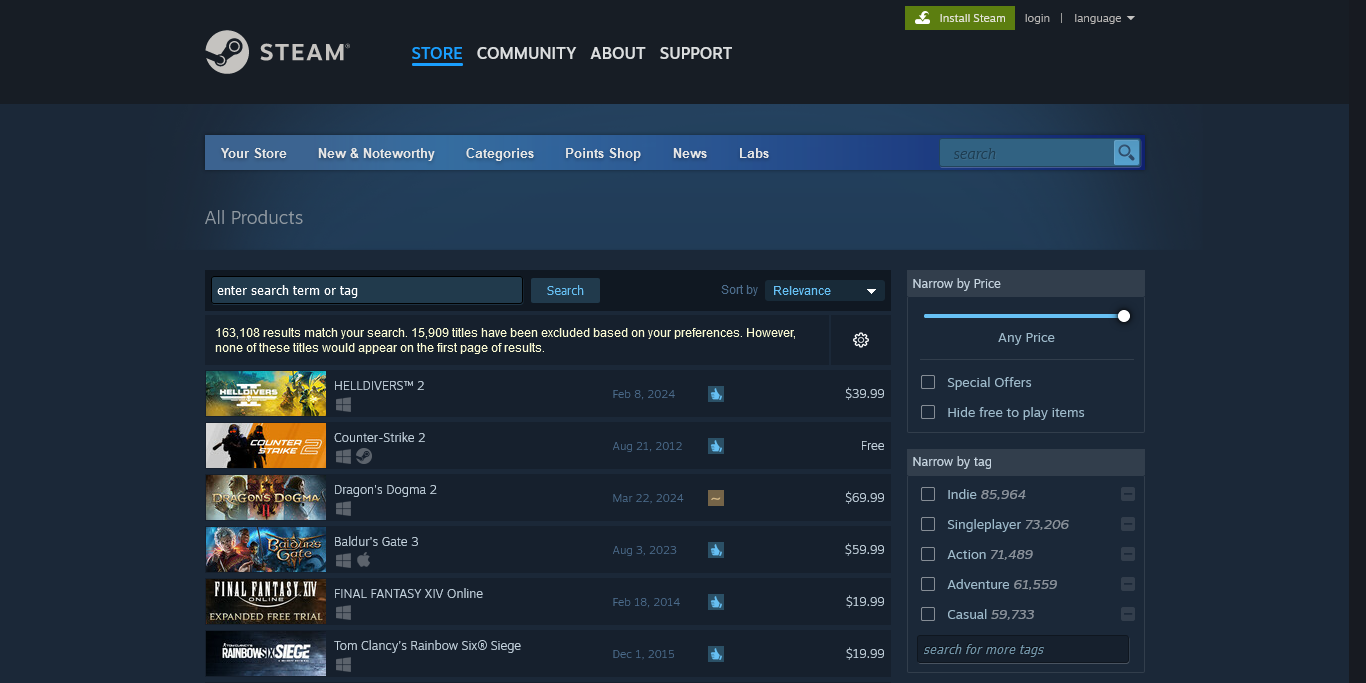 Install Steam login | language
STEAM®
STORE COMMUNITY ABOUT SUPPORT
Your Store New & Noteworthy Categories Points Shop News Labs search
All Products
enter search term or tag Search Sort by Relevance
163,108 results match your search. 15,909 titles have been excluded based on your preferences. However,
none of these titles would appear on the first page of results.
HELLDIVERS II
HELLDIVERS™ 2 Feb 8, 2024 $39.99
COUNTER STRIKE 2
Counter-Strike 2 Aug 21, 2012 Free
DRAGON'S DOGMA
Dragon's Dogma 2 Mar 22, 2024 $69.99
BALDUR'S GATE
Baldur's Gate 3 Aug 3, 2023 $59.99
FINAL FANTASY XIV
ONLINE
EXPANDED FREE TRIAL
FINAL FANTASY XIV Online Feb 18, 2014 $19.99
RAINBOW SIX SIEGE
Tom Clancy's Rainbow Six® Siege Dec 1, 2015 $19.99
Narrow by Price
Any Price
Special Offers
Hide free to play items
Narrow by tag
Indie 85,964
Singleplayer 73,206
Action 71,489
Adventure 61,559
Casual 59,733
search for more tags